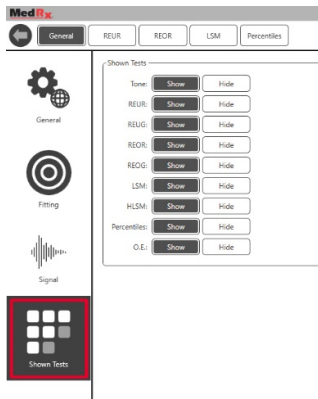 MedRx
General REUR REOR LSM Percentiles
General
Fitting
Signal
Shown Tests
Shown Tests
Tone: Show Hide
REUR: Show Hide
REUG: Show Hide
REOR: Show Hide
REOG: Show Hide
LSM: Show Hide
HLSM: Show Hide
Percentiles: Show Hide
O.E.: Show Hide